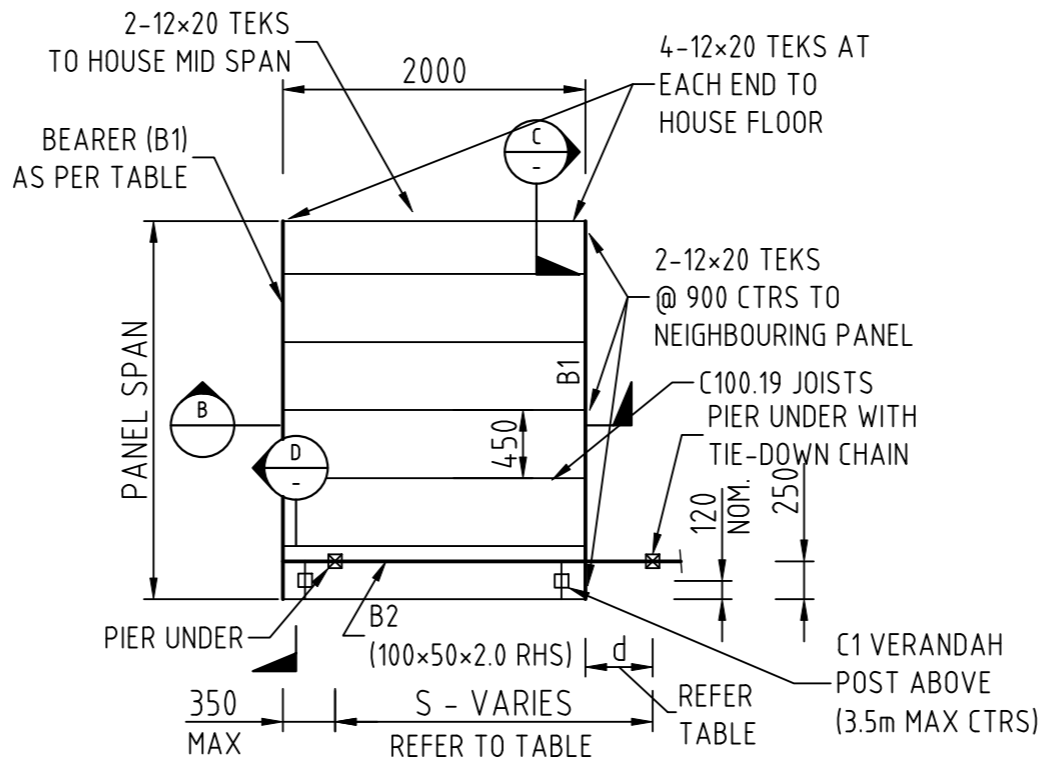 2-12×20 TEKS
TO HOUSE MID SPAN
2000
4-12×20 TEKS AT
EACH END TO
HOUSE FLOOR
BEARER (B1)
AS PER TABLE
C
-
2-12×20 TEKS
@ 900 CTRS TO
NEIGHBOURING PANEL
PANEL SPAN
B1
C100.19 JOISTS
B
450
PIER UNDER WITH
TIE-DOWN CHAIN
D
-
120
NOM.
250
PIER UNDER
B2
(100×50×2.0 RHS)
d
C1 VERANDAH
POST ABOVE
(3.5m MAX CTRS)
350
MAX
S - VARIES
REFER TO TABLE
REFER
TABLE